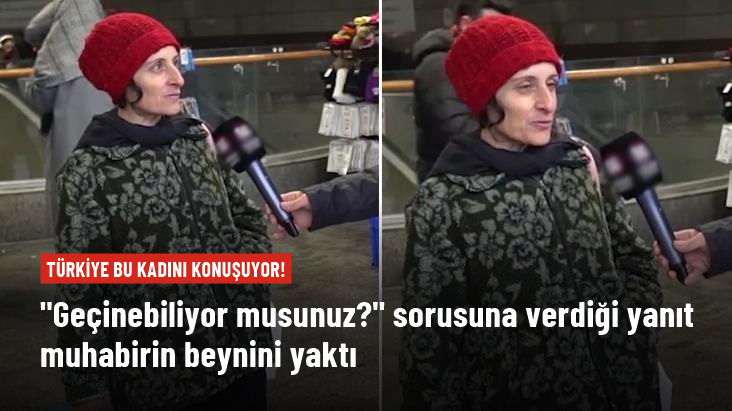 TÜRKİYE BU KADINI KONUŞUYOR!
"Geçinebiliyor musunuz?" sorusuna verdiği yanıt
muhabirin beynini yaktı